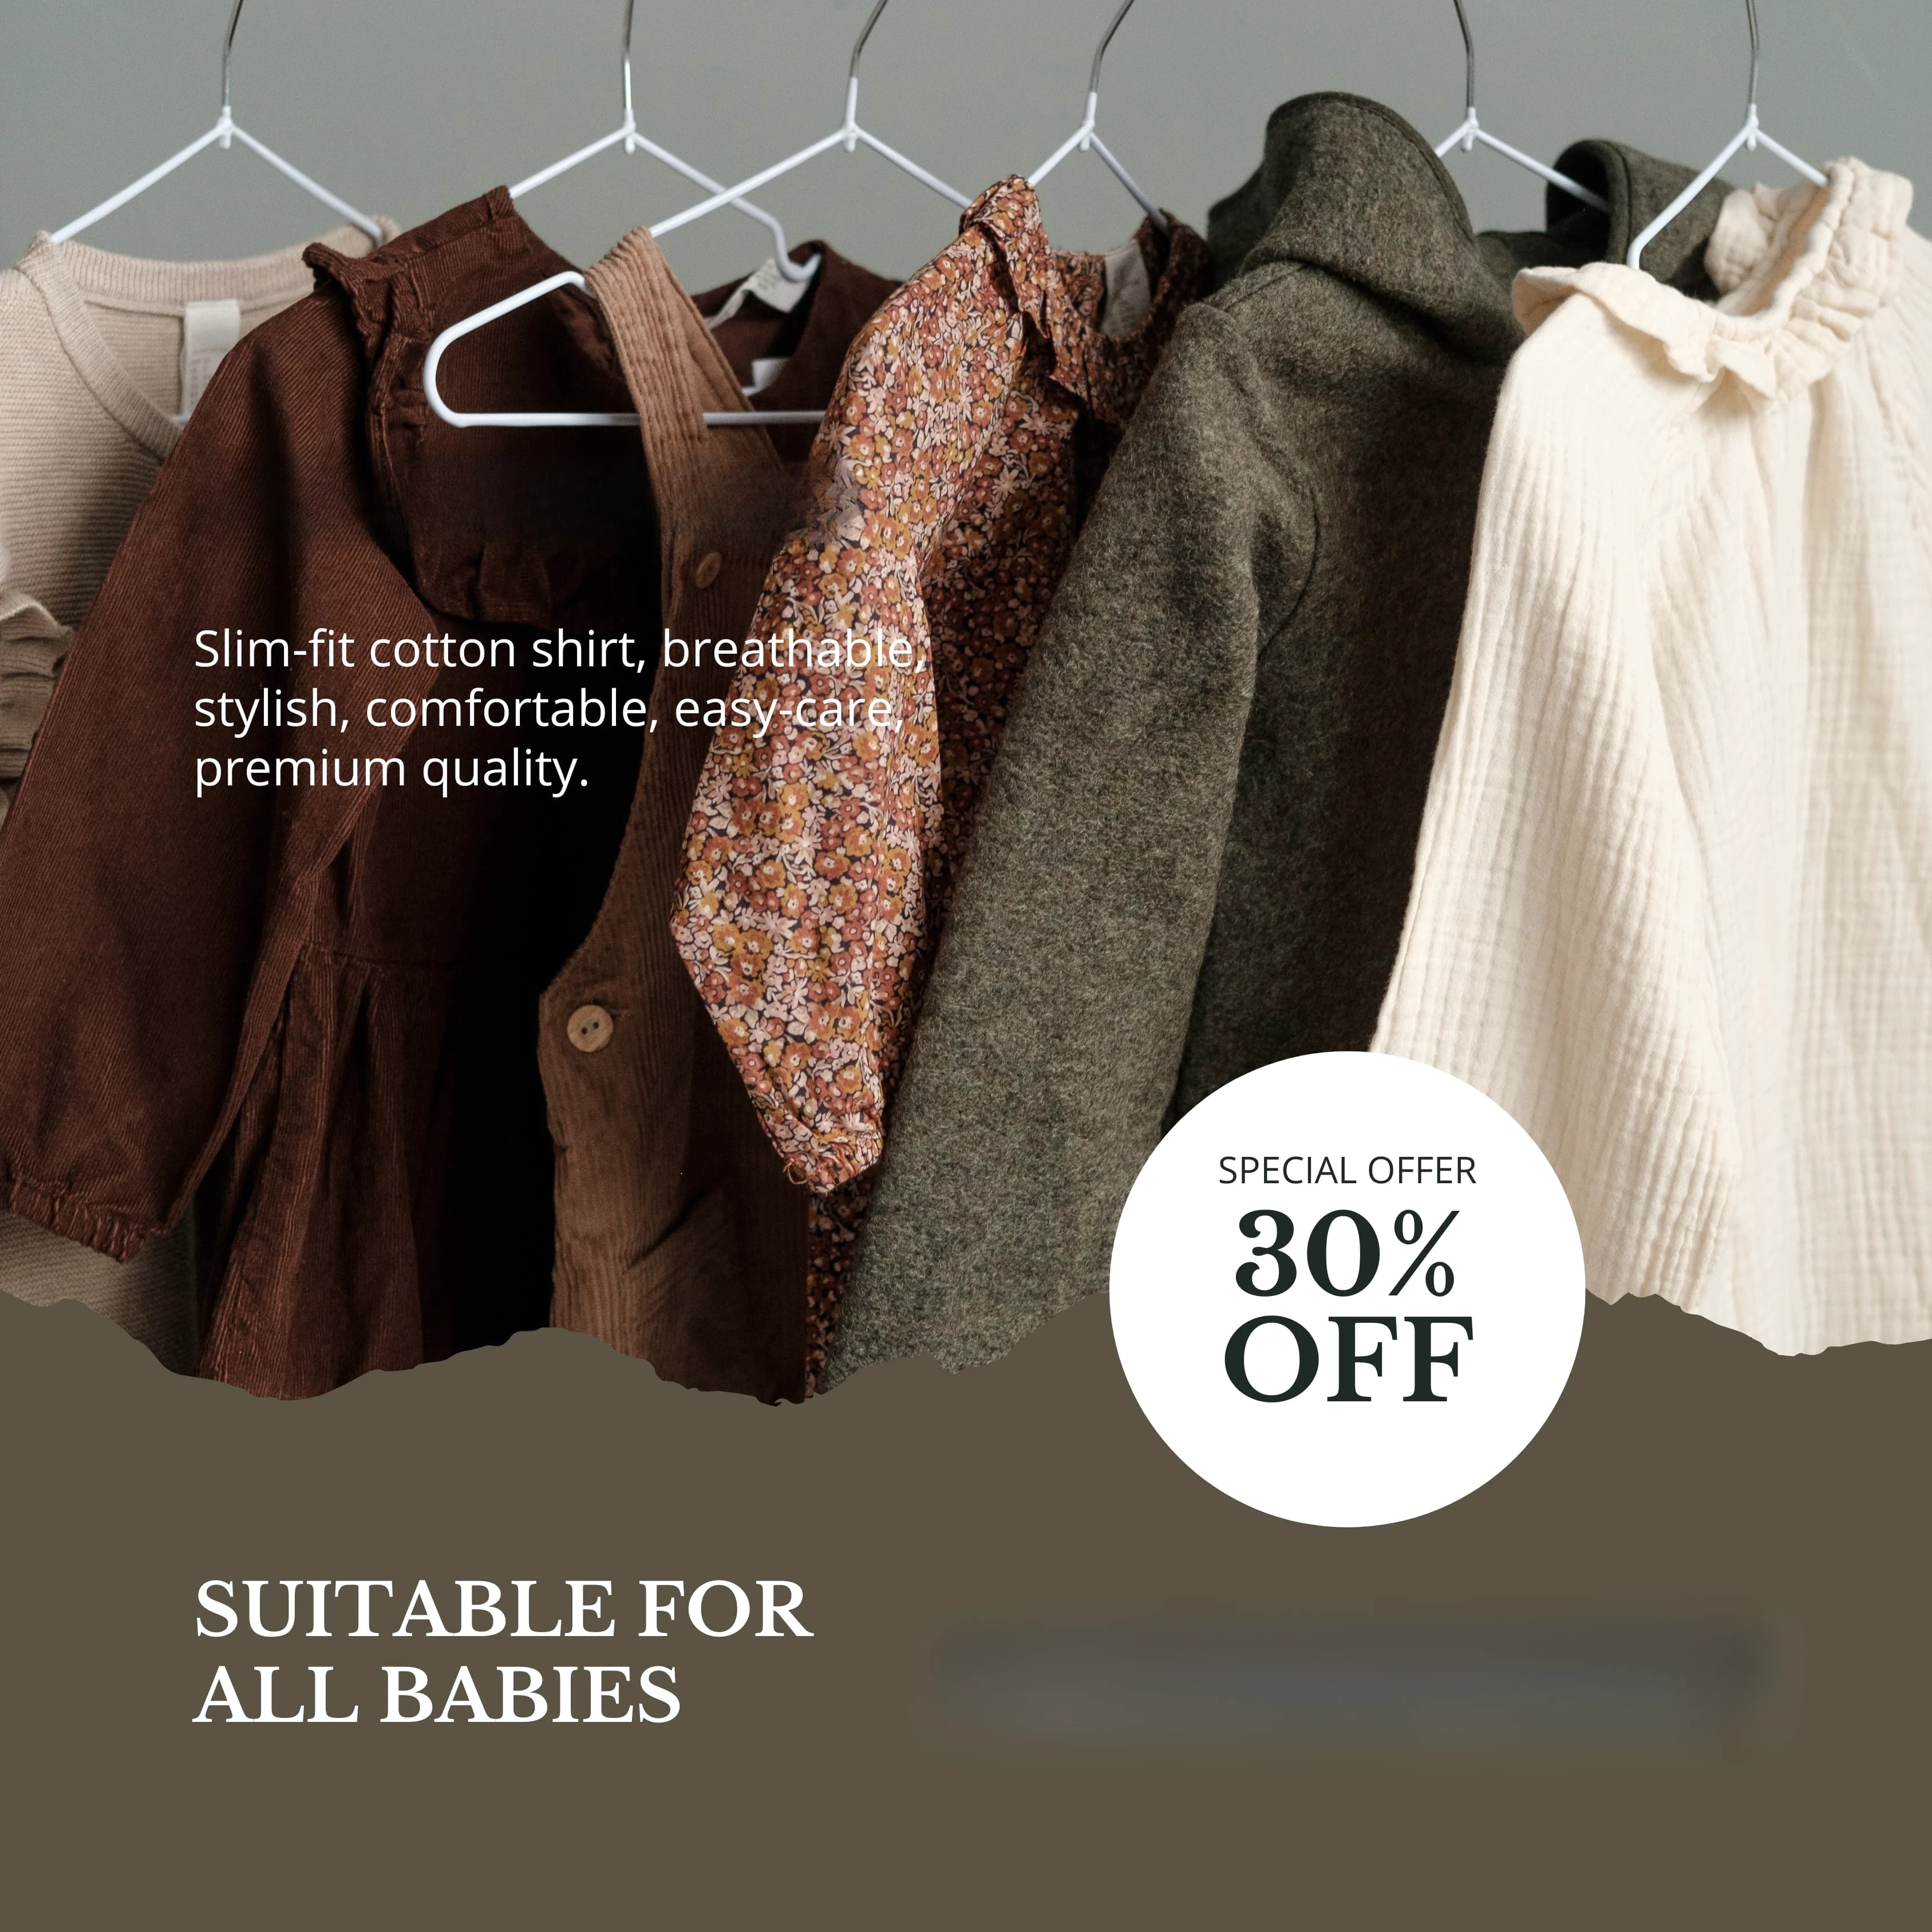 Slim-fit cotton shirt, breathable,
stylish, comfortable, easy-care,
premium quality.
SPECIAL OFFER
30%
OFF
SUITABLE FOR
ALL BABIES